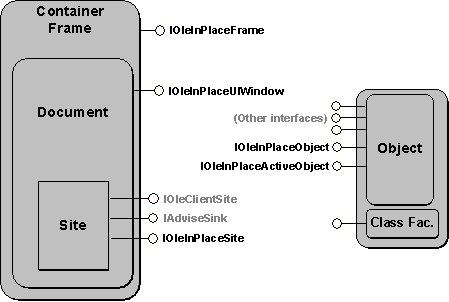 Container
Frame
IOleInPlaceFrame
IOleInPlaceUIWindow
Document
(Other interfaces)
IOleInPlaceObject
Object
IOleInPlaceActiveObject
IOleClientSite
IAdviseSink
Site
IOleInPlaceSite
Class Fac.